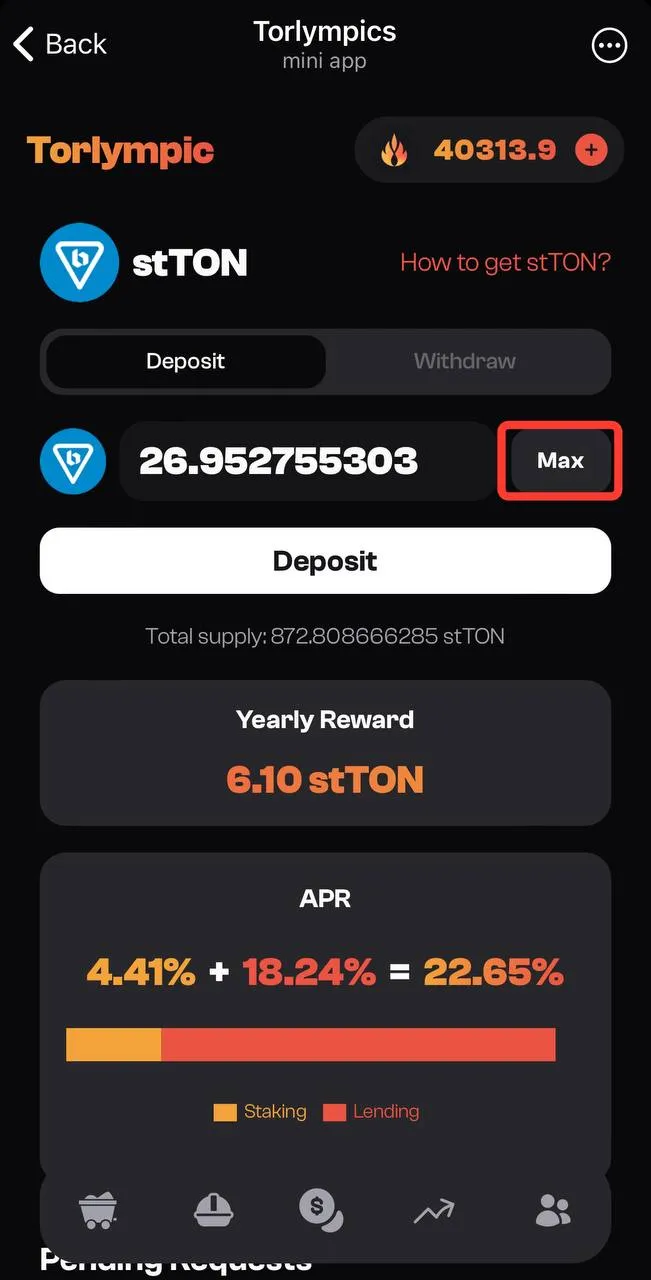 Back
Torlympics
mini app
Torlympic
40313.9
stTON
How to get stTON?
Deposit
Withdraw
26.952755303
Max
Deposit
Total supply: 872.808666285 stTON
Yearly Reward
6.10 stTON
APR
4.41% + 18.24% = 22.65%
Staking
Lending
Pending Requests